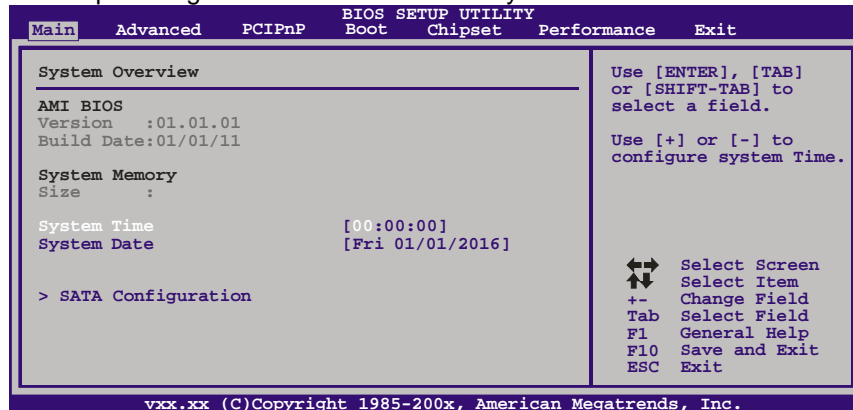 BIOS SETUP UTILITY
Main Advanced PCIPnP Boot Chipset Performance Exit
System Overview
AMI BIOS
Version :01.01.01
Build Date:01/01/11
System Memory
Size :
System Time [00:00:00]
System Date [Fri 01/01/2016]
> SATA Configuration
Use [ENTER], [TAB]
or [SHIFT-TAB] to
select a field.
Use [+] or [-] to
configure system Time.
Select Screen
Select Item
+- Change Field
Tab Select Field
F1 General Help
F10 Save and Exit
ESC Exit
vxx.xx (C)Copyright 1985-200x, American Megatrends, Inc.